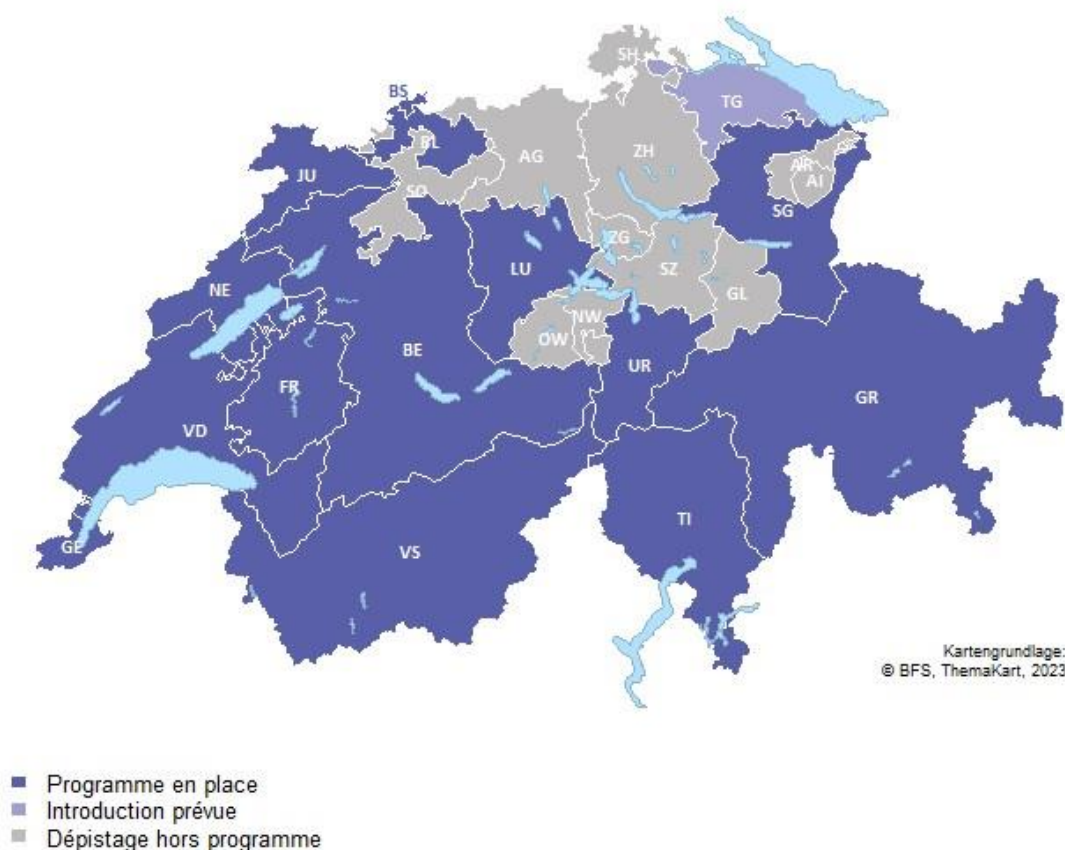 SH
BS
TG
BL
AG
ZH
JU
AR
AI
SO
SG
ZG
LU
SZ
NE
GL
NW
OW
BE
UR
FR
GR
VD
TI
GE
VS
Kartengrundlage:
© BFS, ThemaKart, 2023
Programme en place
Introduction prévue
Dépistage hors programme